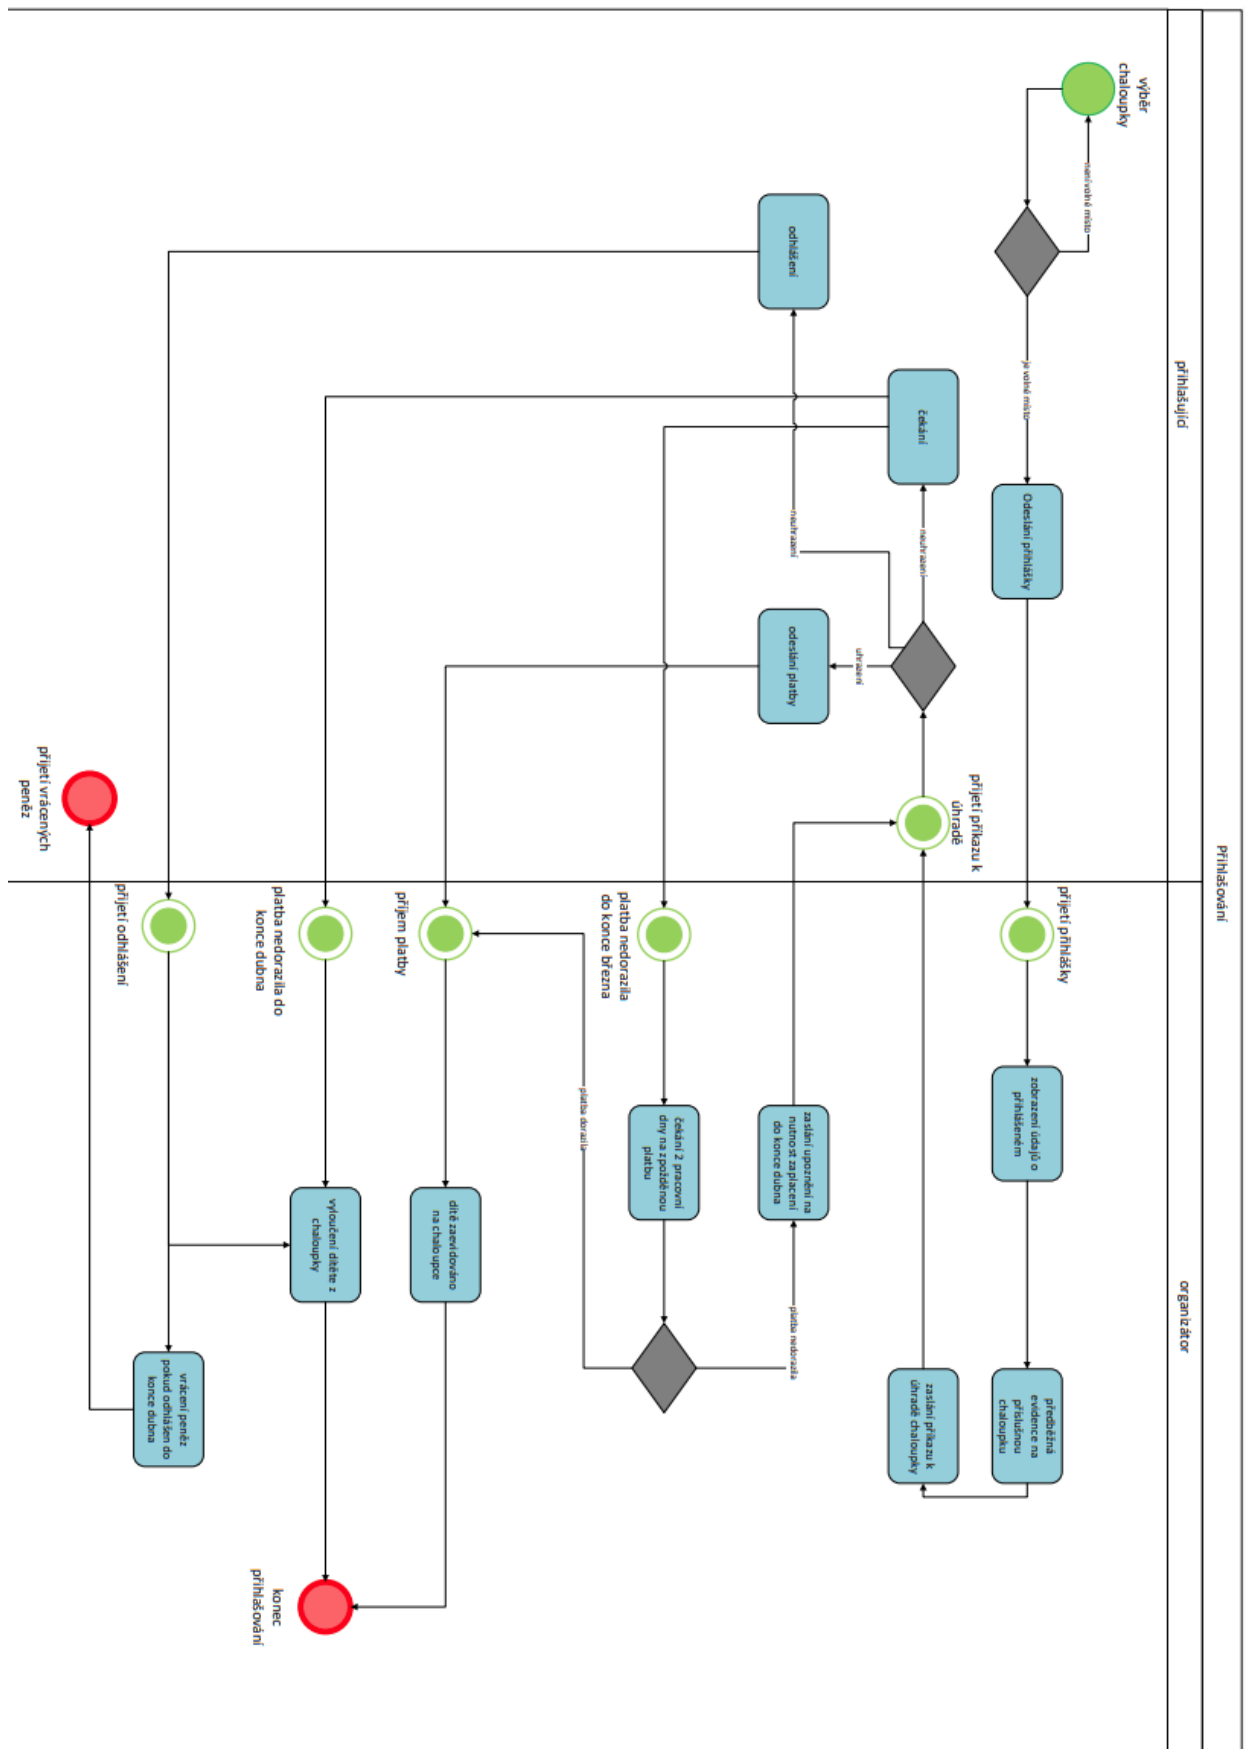 přihlašování
přihlašující
organizátor
výběr
chaloupky
není volné místo
je volné místo
Odeslání přihlášky
přijetí přihlášky
zobrazení údajů o
přihlášeném
předběžná
evidence na
příslušnou
chaloupku
čekání
neuhrazení
přijetí příkazu k
úhradě
zaslání příkazu k
úhradě chaloupky
odhlášení
neuhrazení
uhrazení
odeslání platby
zaslání upoznění na
nutnost zaplacení
do konce dubna
platba nedorazila
platba nedorazila
do konce března
čekání 2 pracovní
dny na zpožděnou
platbu
platba dorazila
příjem platby
dítě zaevidováno
na chaloupce
platba nedorazila do
konce dubna
vyloučení dítěte z
chaloupky
konec
přihlašování
přijetí odhlášení
vrácení peněz
pokud odhlášen do
konce dubna
přijetí vrácených
peněz